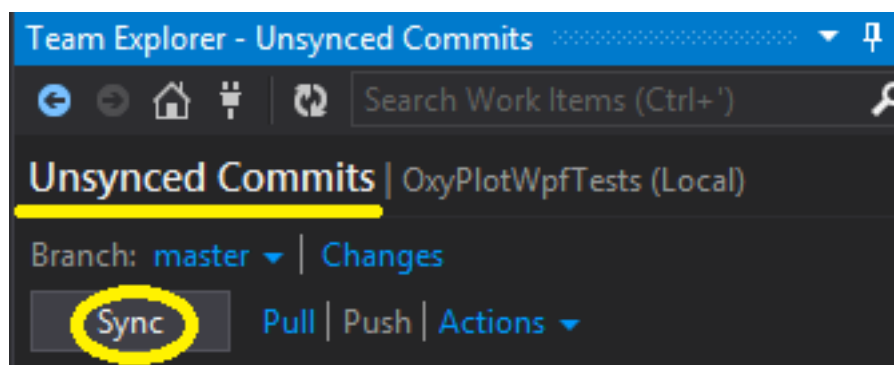 Team Explorer - Unsynced Commits
Search Work Items (Ctrl+')
Unsynced Commits | OxyPlotWpfTests (Local)
Branch: master | Changes
Sync Pull | Push | Actions